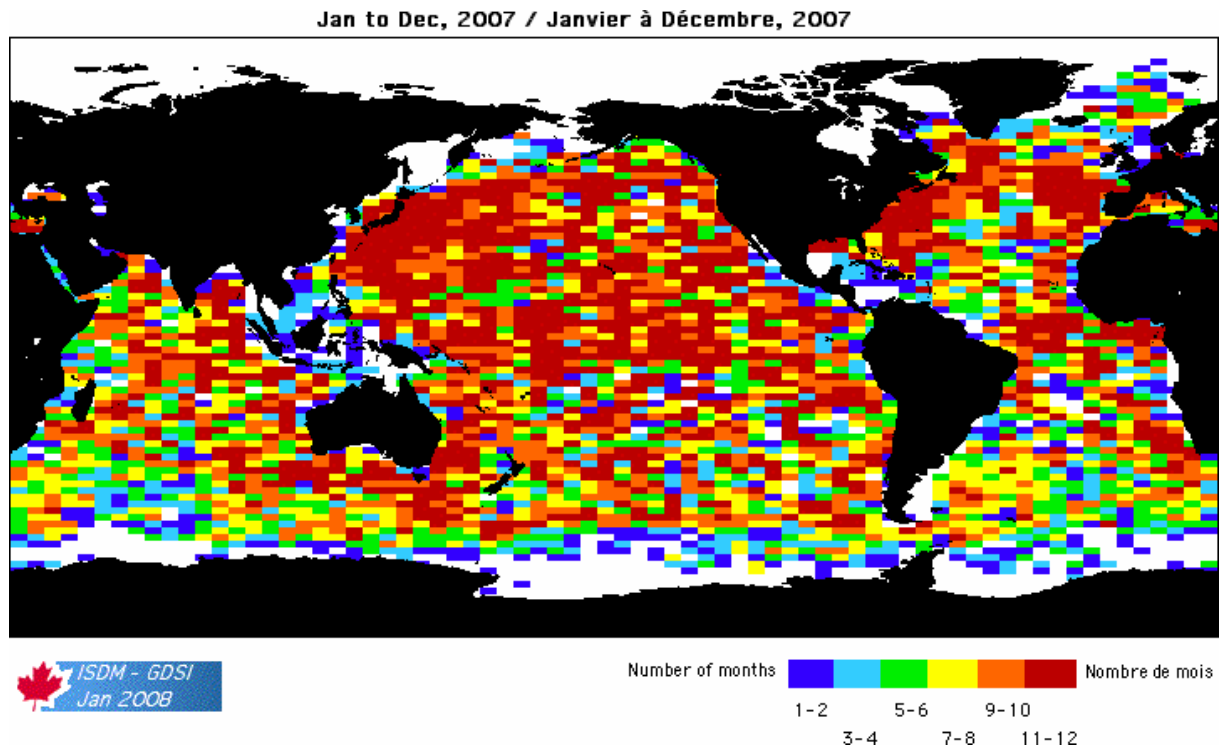 Jan to Dec, 2007 / Janvier à Décembre, 2007
ISDM - GDSI
Jan 2008
Number of months
Nombre de mois
1-2
5-6
9-10
3-4
7-8
11-12